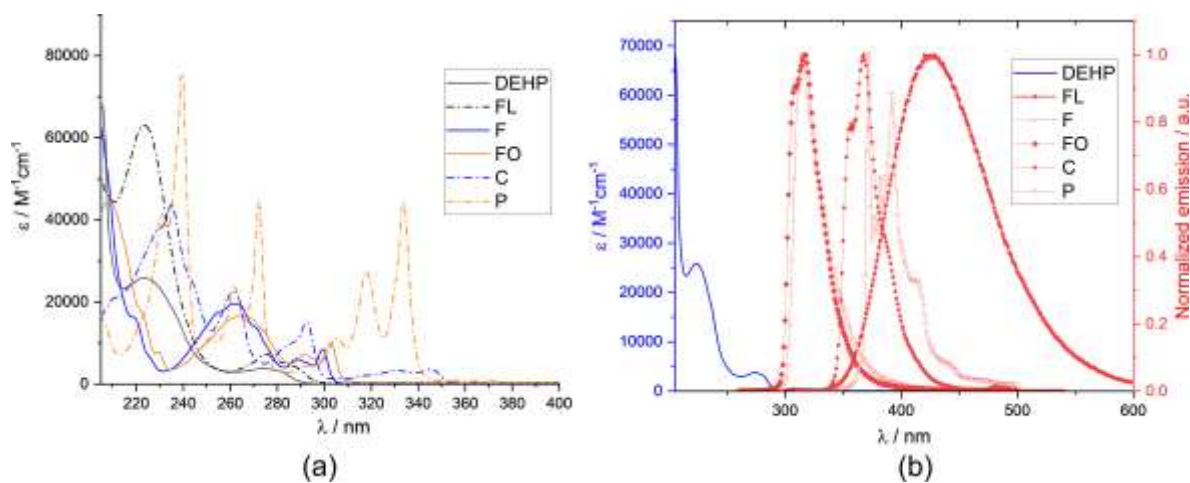 80000
60000
40000
20000
0
ε / M⁻¹cm⁻¹
220 240 260 280 300 320 340 360 380 400
λ / nm
DEHP
FL
F
FO
C
P
(a)
70000
60000
50000
40000
30000
20000
10000
0
ε / M⁻¹cm⁻¹
300 400 500 600
λ / nm
DEHP
FL
F
FO
C
P
1.0
0.8
0.6
0.4
0.2
0.0
Normalized emission / a.u.
(b)